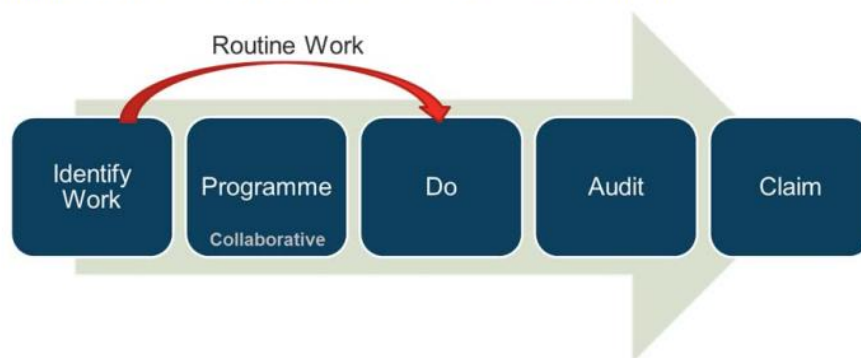 Routine Work
Identify
Work
Programme
Collaborative
Do
Audit
Claim